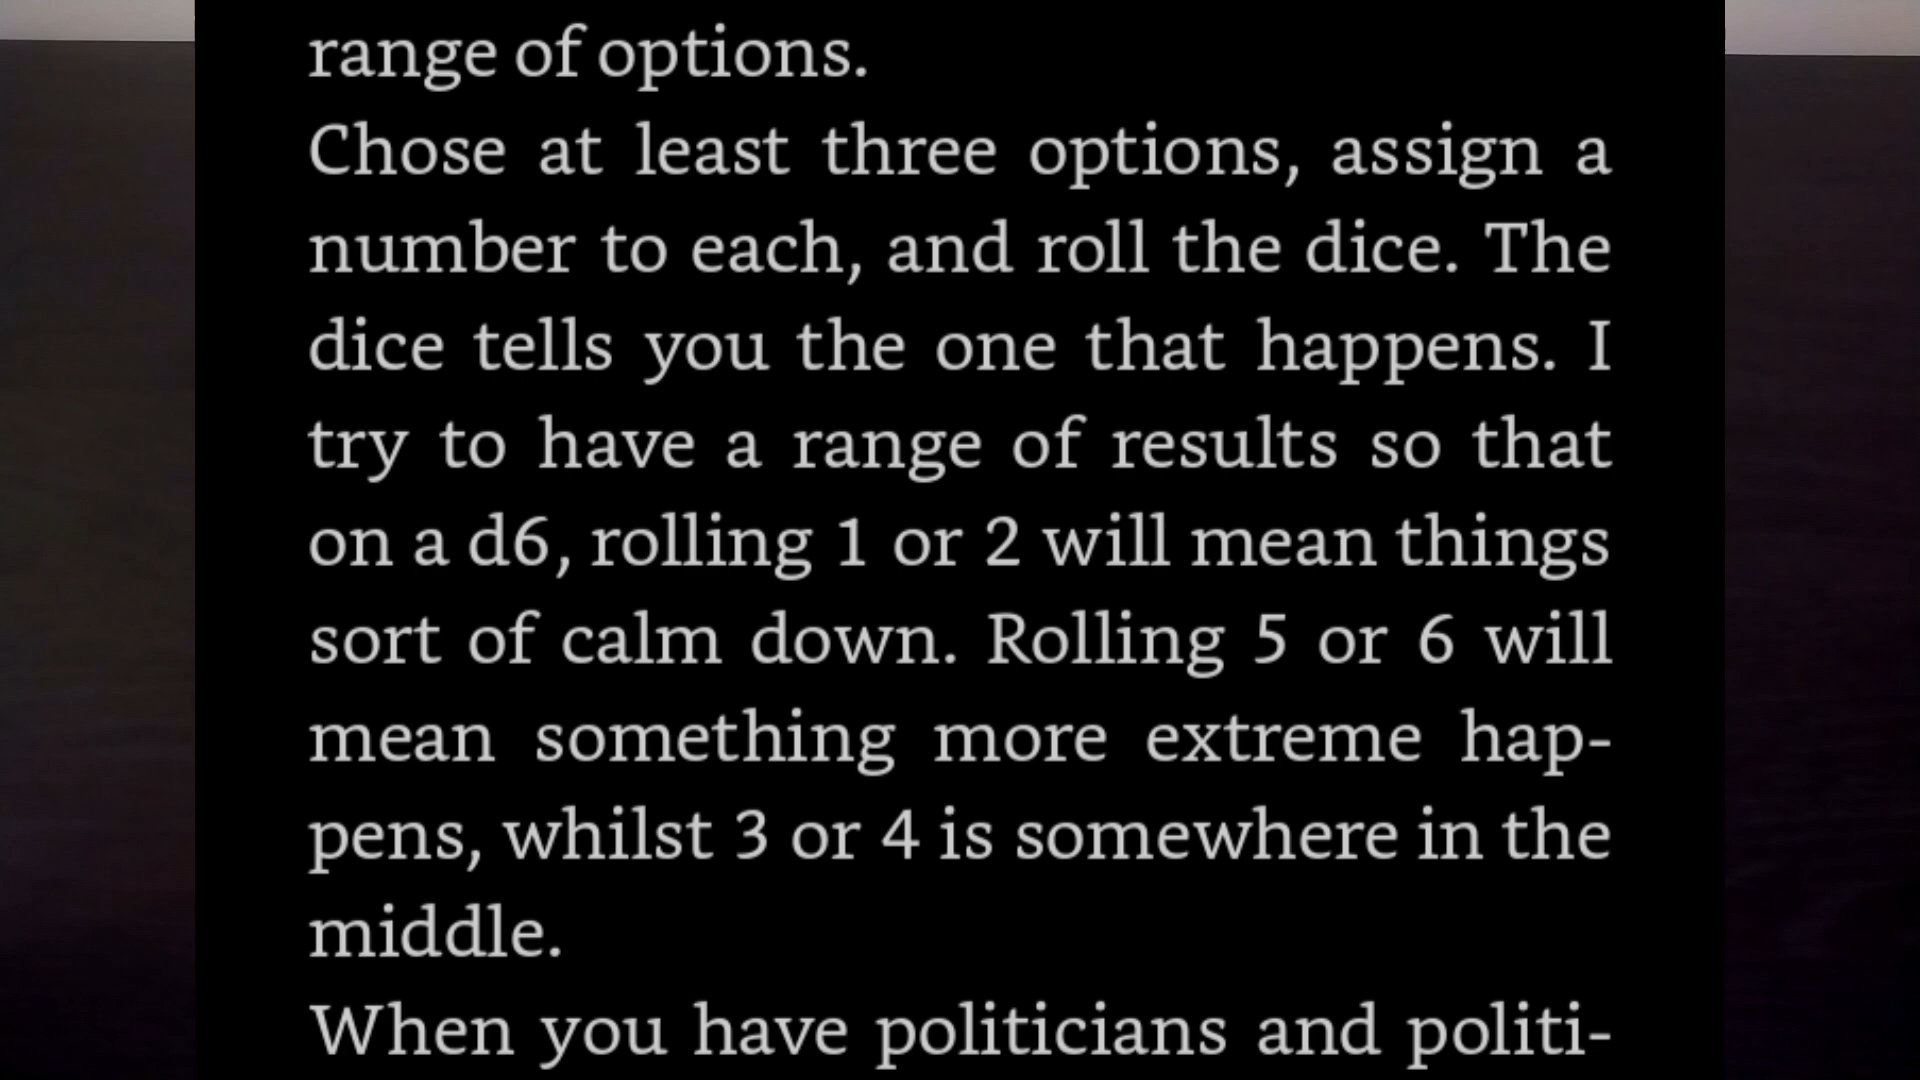 range of options.
Chose at least three options, assign a
number to each, and roll the dice. The
dice tells you the one that happens. I
try to have a range of results so that
on a d6, rolling 1 or 2 will mean things
sort of calm down. Rolling 5 or 6 will
mean something more extreme hap-
pens, whilst 3 or 4 is somewhere in the
middle.
When you have politicians and politi-